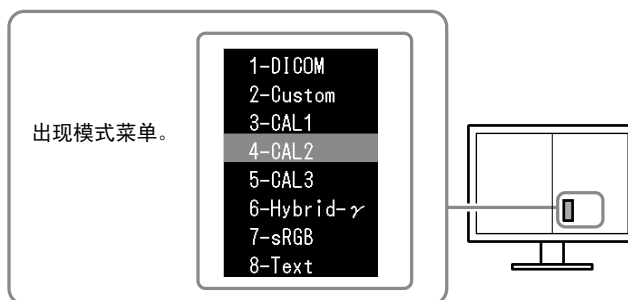 出现模式菜单。
1-DICOM
2-Custom
3-CAL1
4-CAL2
5-CAL3
6-Hybrid-γ
7-sRGB
8-Text